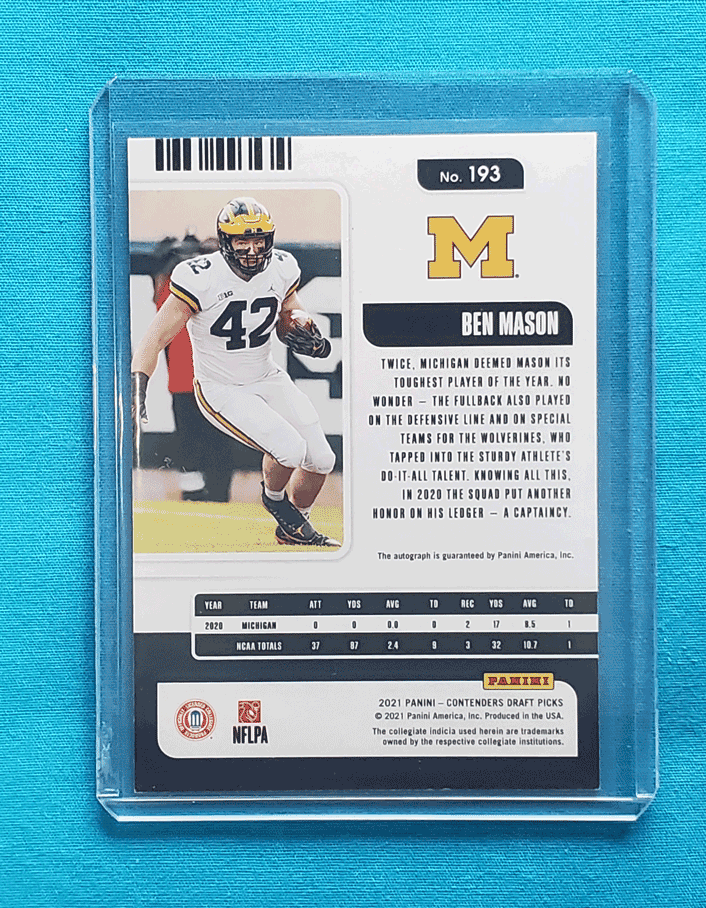 No. 193
M
42
42
B1G
BEN MASON
TWICE, MICHIGAN DEEMED MASON ITS
TOUGHEST PLAYER OF THE YEAR. NO
WONDER – THE FULLBACK ALSO PLAYED
ON THE DEFENSIVE LINE AND ON SPECIAL
TEAMS FOR THE WOLVERINES, WHO
TAPPED INTO THE STURDY ATHLETE'S
DO-IT-ALL TALENT. KNOWING ALL THIS,
IN 2020 THE SQUAD PUT ANOTHER
HONOR ON HIS LEDGER – A CAPTAINCY.
The autograph is guaranteed by Panini America, Inc.
YEAR TEAM ATT YDS AVG TD REC YDS AVG TD
2020 MICHIGAN 0 0 0.0 0 2 17 8.5 1
NCAA TOTALS 37 87 2.4 9 3 32 10.7 1
PANINI
2021 PANINI – CONTENDERS DRAFT PICKS
© 2021 Panini America, Inc. Produced in the USA.
The collegiate indicia used herein are trademarks
owned by the respective collegiate institutions.
LICENSED COLLEGIATE PRODUCTS
NFLPA